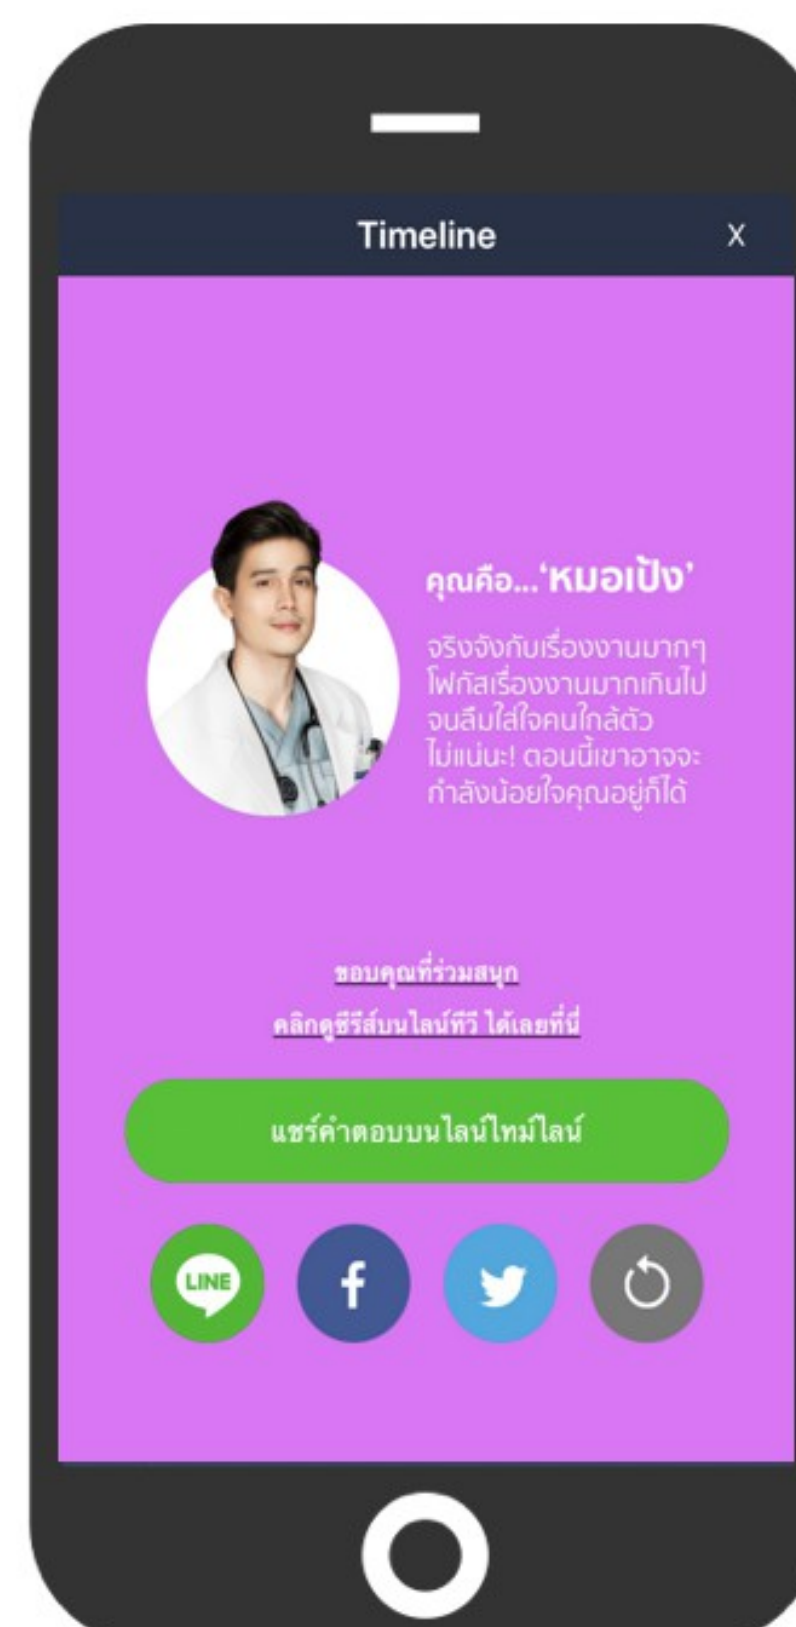 Timeline X
คุณคือ...‘หมอเป้ง’
จริงจังกับเรื่องงานมากๆ
โฟกัสเรื่องงานมากเกินไป
จนลืมใส่ใจคนใกล้ตัว
ไม่แน่นะ! ตอนนี้เขาอาจจะ
กำลังน้อยใจคุณอยู่ก็ได้
ขอบคุณที่ร่วมสนุก
คลิกดูซีรีส์บนไลน์ทีวี ได้เลยที่นี่
แชร์คำตอบบนไลน์ไทม์ไลน์
LINE